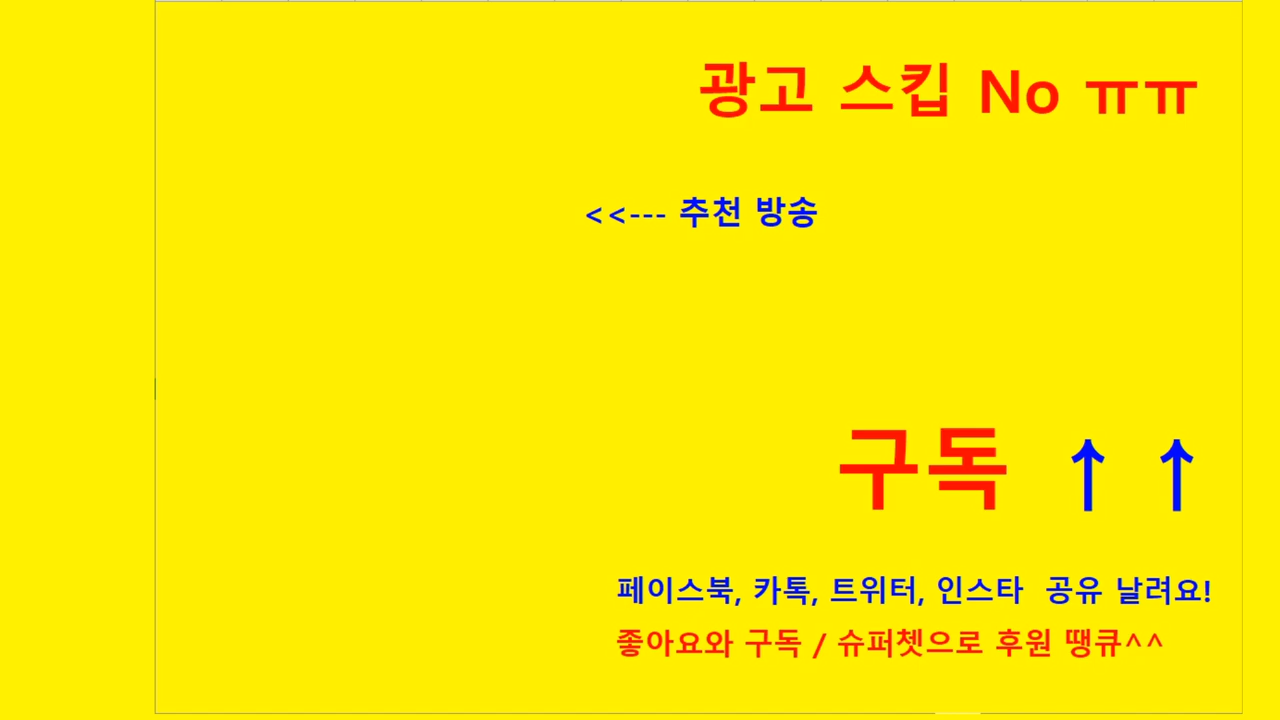 광고 스킵 No ㅠㅠ
<<--- 추천 방송
구독 ↑ ↑
페이스북, 카톡, 트위터, 인스타 공유 날려요!
좋아요와 구독 / 슈퍼쳇으로 후원 땡큐^^